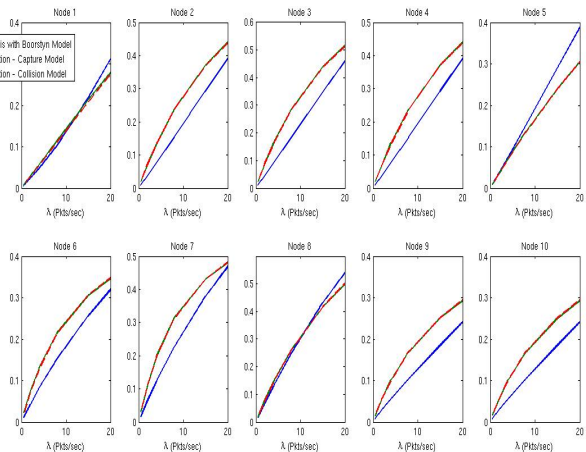 Node 1
Node 2
Node 3
Node 4
Node 5
is with Boorstyn Model
tion - Capture Model
tion - Collision Model
0.4 0.2 0.1 0
0.5 0.4 0.3 0.2 0.1 0
0.6 0.5 0.4 0.3 0.2 0.1 0
0.5 0.4 0.3 0.2 0.1 0
0.4 0.3 0.2 0.1 0
0 10 20
0 10 20
0 10 20
0 10 20
0 10 20
λ (Pkts/sec)
λ (Pkts/sec)
λ (Pkts/sec)
λ (Pkts/sec)
λ (Pkts/sec)
Node 6
Node 7
Node 8
Node 9
Node 10
0.4 0.3 0.2 0.1 0
0.5 0.4 0.3 0.2 0.1 0
0.5 0.4 0.3 0.2 0.1 0
0.4 0.3 0.2 0.1 0
0.4 0.3 0.2 0.1 0
0 10 20
0 10 20
0 10 20
0 10 20
0 10 20
λ (Pkts/sec)
λ (Pkts/sec)
λ (Pkts/sec)
λ (Pkts/sec)
λ (Pkts/sec)